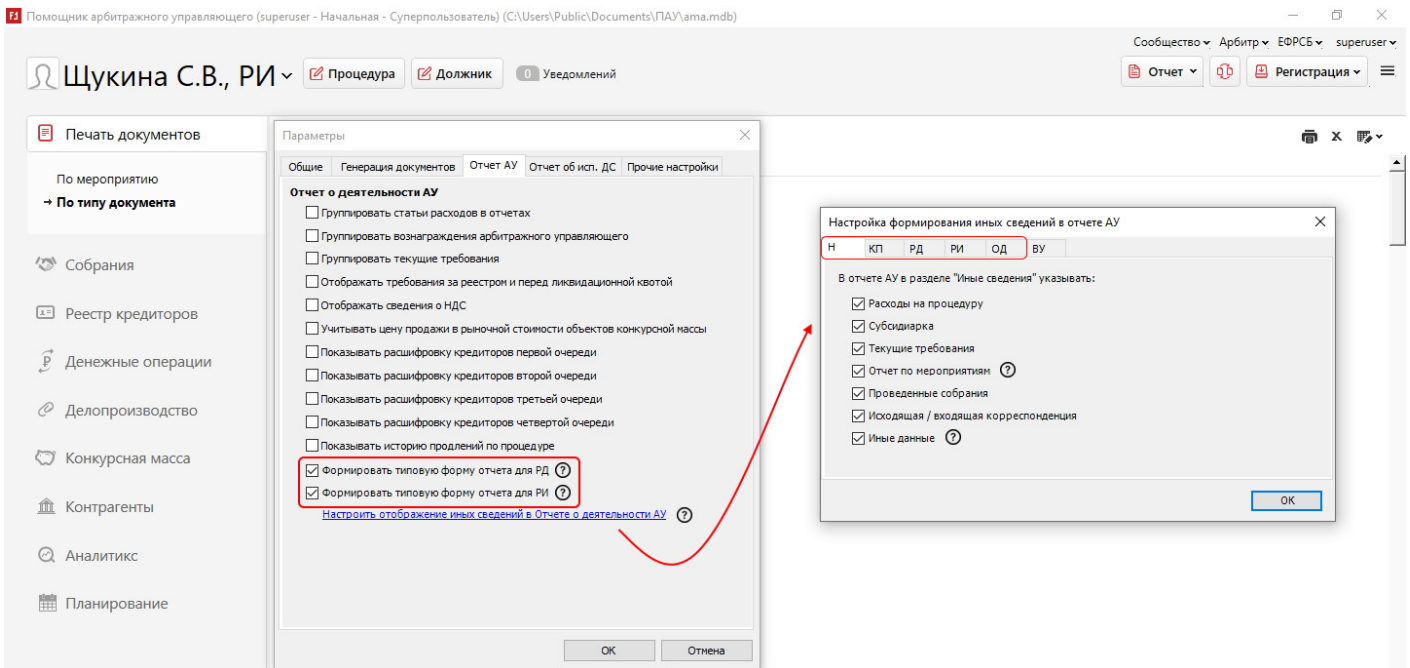 Помощник арбитражного управляющего (superuser - Начальная - Суперпользователь) (C:\Users\Public\Documents\ПАУ\ama.mdb)
Сообщество Арбитр ЕФРСБ superuser
Щукина С.В., РИ Процедура Должник 0 Уведомлений Отчет Регистрация
Печать документов
По мероприятию
→ По типу документа
Собрания
Реестр кредиторов
Денежные операции
Делопроизводство
Конкурсная масса
Контрагенты
Аналитикс
Планирование
Параметры
Общие Генерация документов Отчет АУ Отчет об исп. ДС Прочие настройки
Отчет о деятельности АУ
Группировать статьи расходов в отчетах
Группировать вознаграждения арбитражного управляющего
Группировать текущие требования
Отображать требования за реестром и перед ликвидационной квотой
Отображать сведения о НДС
Учитывать цену продажи в рыночной стоимости объектов конкурсной массы
Показывать расшифровку кредиторов первой очереди
Показывать расшифровку кредиторов второй очереди
Показывать расшифровку кредиторов третьей очереди
Показывать расшифровку кредиторов четвертой очереди
Показывать историю продлений по процедуре
Формировать типовую форму отчета для РД ?
Формировать типовую форму отчета для РИ ?
Настроить отображение иных сведений в Отчете о деятельности АУ ?
ОК Отмена
Настройка формирования иных сведений в отчете АУ
Н КП РД РИ ОД ВУ
В отчете АУ в разделе "Иные сведения" указывать:
Расходы на процедуру
Субсидиарка
Текущие требования
Отчет по мероприятиям ?
Проведенные собрания
Исходящая / входящая корреспонденция
Иные данные ?
ОК